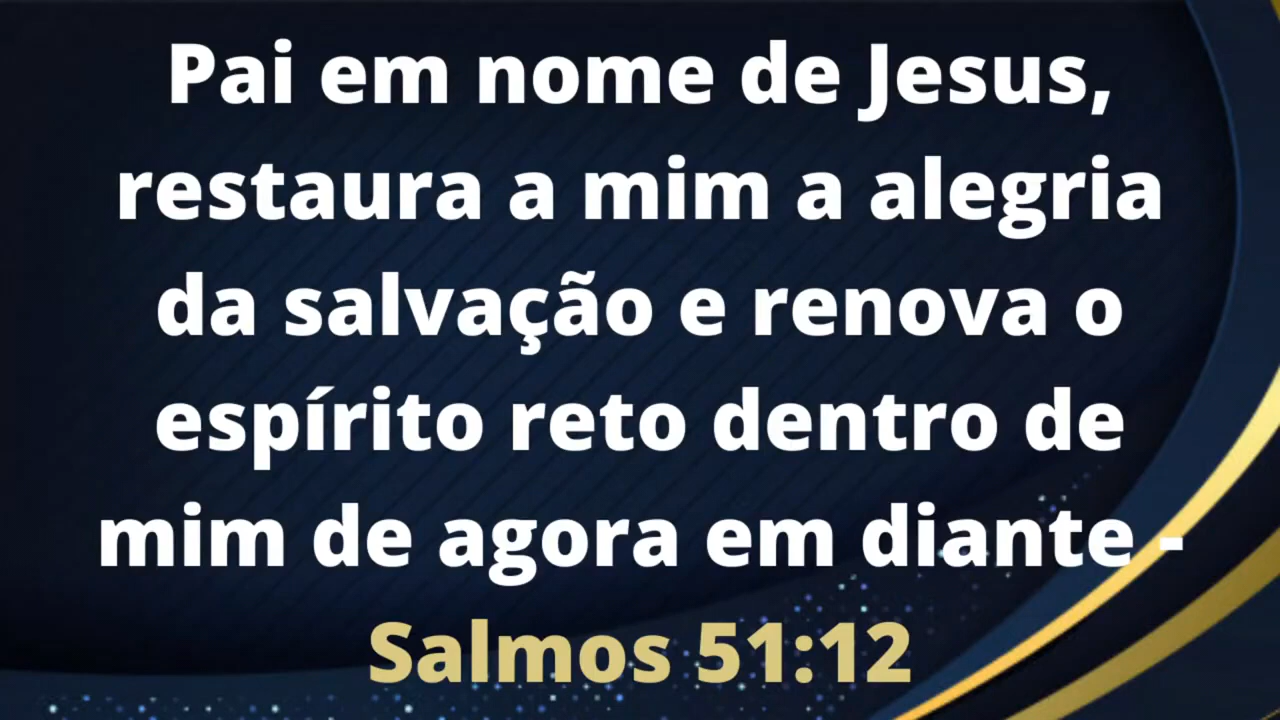 Pai em nome de Jesus,
restaura a mim a alegria
da salvação e renova o
espírito reto dentro de
mim de agora em diante -
Salmos 51:12